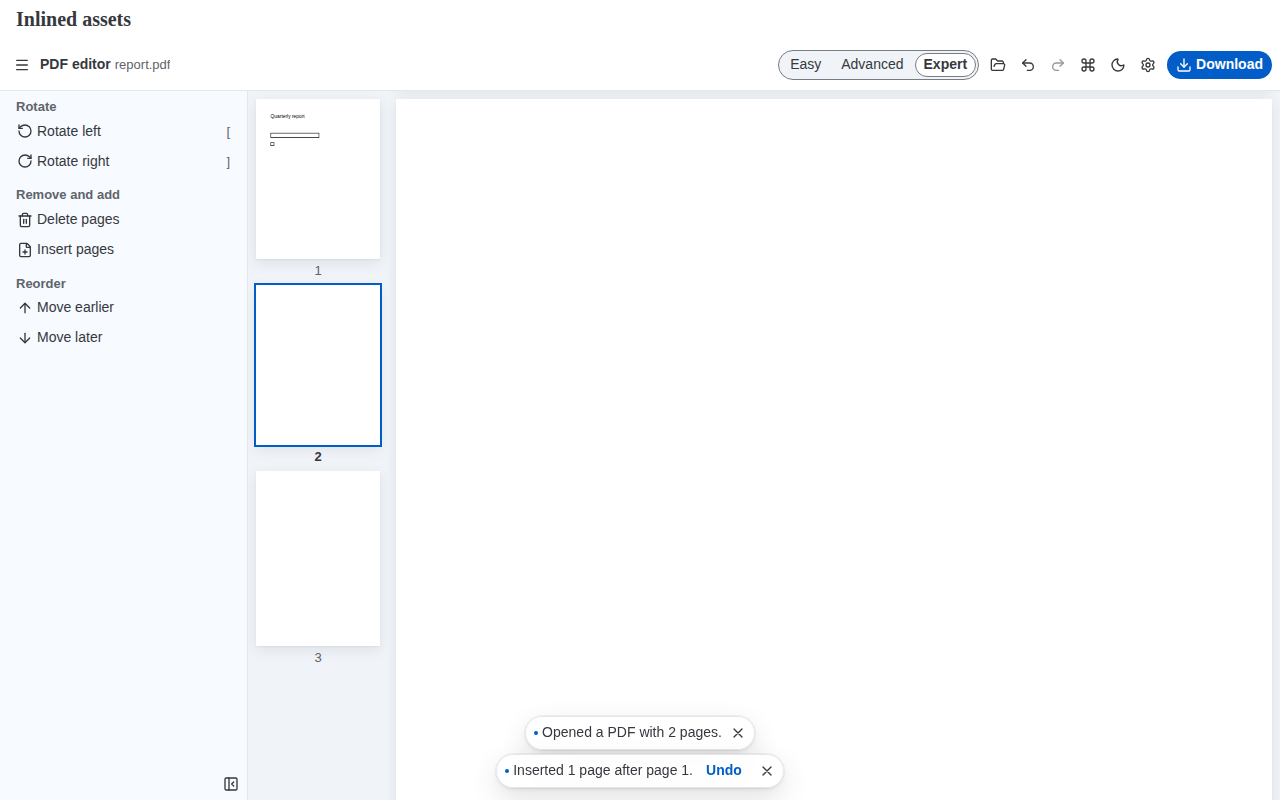 Inlined assets
PDF editor report.pdf
Easy Advanced Expert
Download
Rotate
Rotate left [
Rotate right ]
Remove and add
Delete pages
Insert pages
Reorder
Move earlier
Move later
Quarterly report
1
2
3
Opened a PDF with 2 pages.
Inserted 1 page after page 1. Undo